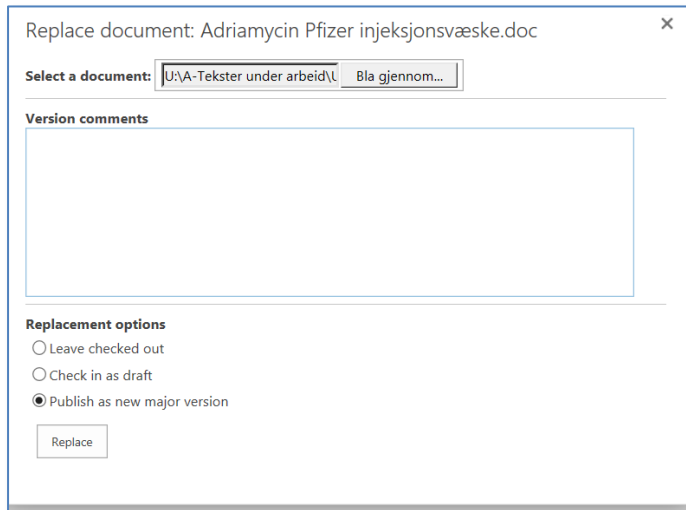 Replace document: Adriamycin Pfizer injeksjonsvæske.doc
Select a document: U:\A-Tekster under arbeid\ Bla gjennom...
Version comments
Replacement options
Leave checked out
Check in as draft
Publish as new major version
Replace